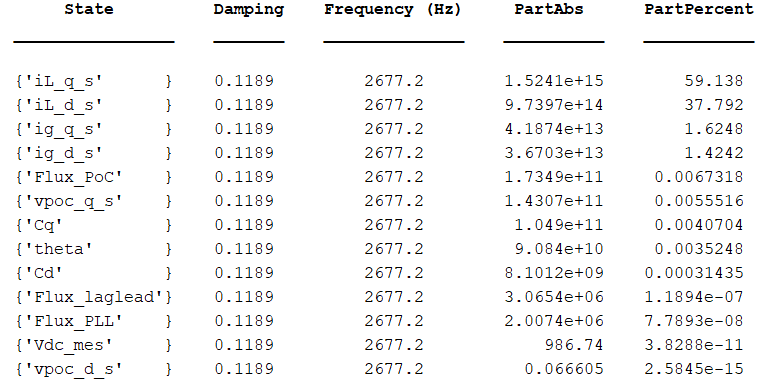 State Damping Frequency (Hz) PartAbs PartPercent
{'iL_q_s' } 0.1189 2677.2 1.5241e+15 59.138
{'iL_d_s' } 0.1189 2677.2 9.7397e+14 37.792
{'ig_q_s' } 0.1189 2677.2 4.1874e+13 1.6248
{'ig_d_s' } 0.1189 2677.2 3.6703e+13 1.4242
{'Flux_PoC' } 0.1189 2677.2 1.7349e+11 0.0067318
{'vpoc_q_s' } 0.1189 2677.2 1.4307e+11 0.0055516
{'Cq' } 0.1189 2677.2 1.049e+11 0.0040704
{'theta' } 0.1189 2677.2 9.084e+10 0.0035248
{'Cd' } 0.1189 2677.2 8.1012e+09 0.00031435
{'Flux_laglead'} 0.1189 2677.2 3.0654e+06 1.1894e-07
{'Flux_PLL' } 0.1189 2677.2 2.0074e+06 7.7893e-08
{'Vdc_mes' } 0.1189 2677.2 986.74 3.8288e-11
{'vpoc_d_s' } 0.1189 2677.2 0.066605 2.5845e-15